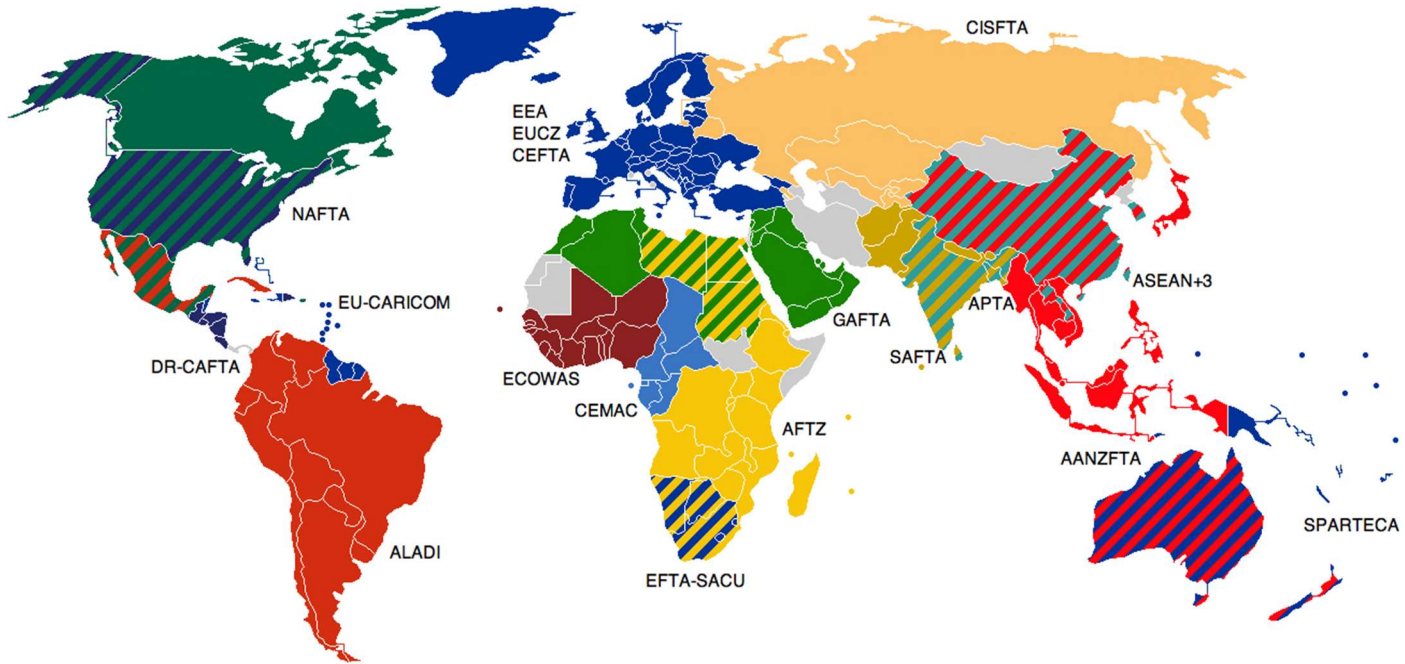 CISFTA
EEA
EUCZ
CEFTA
NAFTA
EU-CARICOM
DR-CAFTA
ECOWAS
CEMAC
GAFTA
SAFTA
APTA
ASEAN+3
AFTZ
AANZFTA
SPARTECA
ALADI
EFTA-SACU